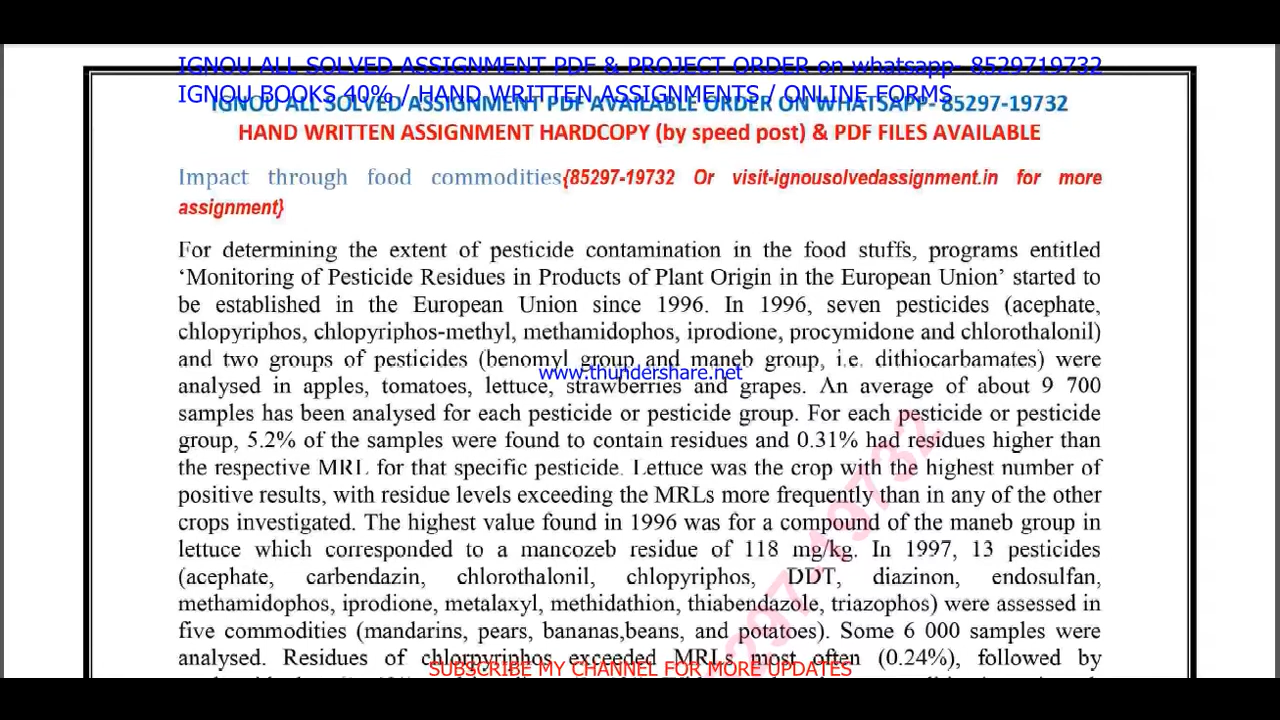 IGNOU ALL SOLVED ASSIGNMENT PDF & PROJECT ORDER on whatsapp- 8529719732
IGNOU BOOKS 40% / HAND WRITTEN ASSIGNMENTS / ONLINE FORMS
IGNOU ALL SOLVED ASSIGNMENT PDF AVAILABLE ORDER ON WHATSAPP- 85297-19732
HAND WRITTEN ASSIGNMENT HARDCOPY (by speed post) & PDF FILES AVAILABLE
Impact through food commodities{85297-19732 Or visit-ignousolvedassignment.in for more
assignment}
For determining the extent of pesticide contamination in the food stuffs, programs entitled
‘Monitoring of Pesticide Residues in Products of Plant Origin in the European Union’ started to
be established in the European Union since 1996. In 1996, seven pesticides (acephate,
chlopyriphos, chlopyriphos-methyl, methamidophos, iprodione, procymidone and chlorothalonil)
and two groups of pesticides (benomyl group and maneb group, i.e. dithiocarbamates) were
www.thundershare.net
analysed in apples, tomatoes, lettuce, strawberries and grapes. An average of about 9 700
samples has been analysed for each pesticide or pesticide group. For each pesticide or pesticide
group, 5.2% of the samples were found to contain residues and 0.31% had residues higher than
the respective MRL for that specific pesticide. Lettuce was the crop with the highest number of
positive results, with residue levels exceeding the MRLs more frequently than in any of the other
crops investigated. The highest value found in 1996 was for a compound of the maneb group in
lettuce which corresponded to a mancozeb residue of 118 mg/kg. In 1997, 13 pesticides
(acephate, carbendazin, chlorothalonil, chlopyriphos, DDT, diazinon, endosulfan,
methamidophos, iprodione, metalaxyl, methidathion, thiabendazole, triazophos) were assessed in
five commodities (mandarins, pears, bananas,beans, and potatoes). Some 6 000 samples were
analysed. Residues of chlorpyriphos exceeded MRLs most often (0.24%), followed by
SUBSCRIBE MY CHANNEL FOR MORE UPDATES
297-19732